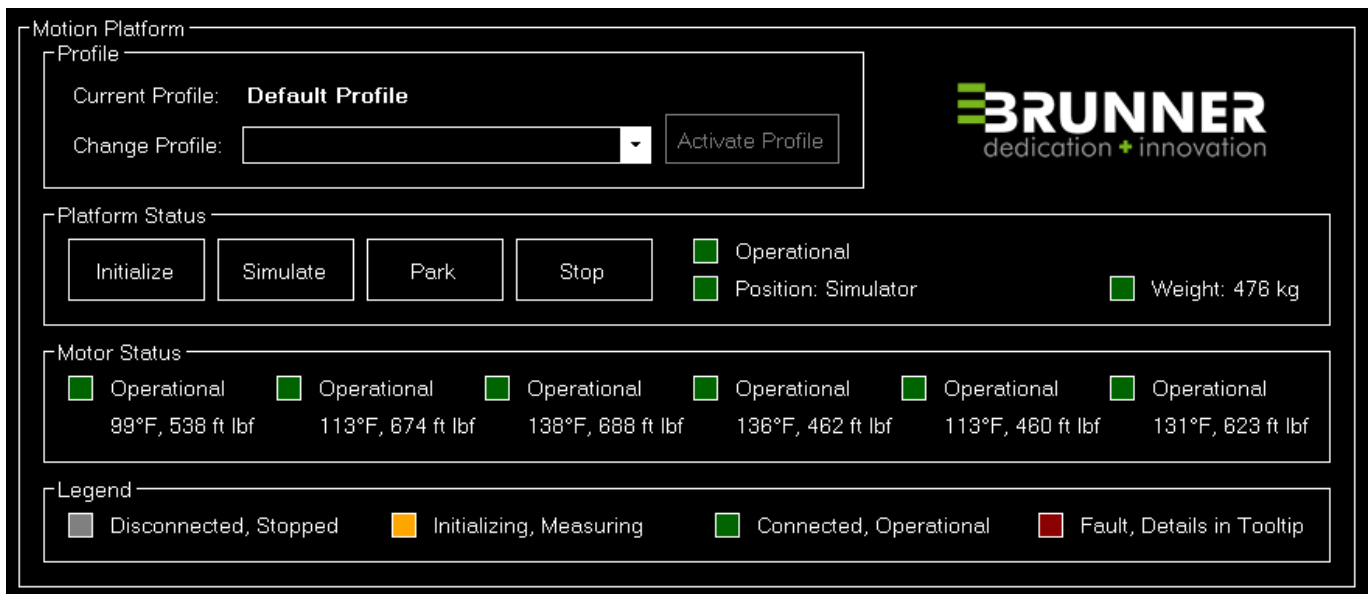 Motion Platform
Profile
Current Profile: Default Profile
Change Profile: Activate Profile
BRUNNER
dedication + innovation
Platform Status
Initialize Simulate Park Stop
Operational
Position: Simulator Weight: 476 kg
Motor Status
Operational Operational Operational Operational Operational Operational
99°F, 538 ft lbf 113°F, 674 ft lbf 138°F, 688 ft lbf 136°F, 462 ft lbf 113°F, 460 ft lbf 131°F, 623 ft lbf
Legend
Disconnected, Stopped Initializing, Measuring Connected, Operational Fault, Details in Tooltip